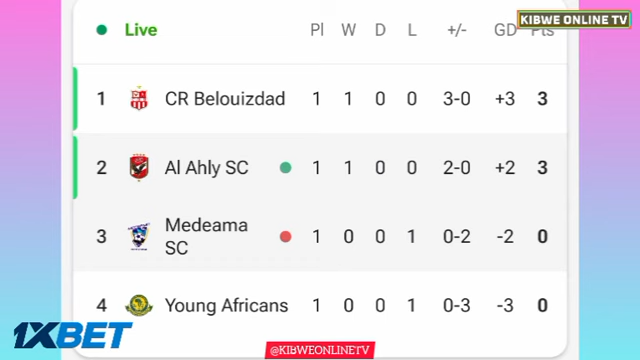 KIBWE ONLINE TV
Live Pl W D L +/- GD Pts
1 CR Belouizdad 1 1 0 0 3-0 +3 3
2 Al Ahly SC 1 1 0 0 2-0 +2 3
3 Medeama SC 1 0 0 1 0-2 -2 0
4 Young Africans 1 0 0 1 0-3 -3 0
1XBET
@KIBWEONLINETV